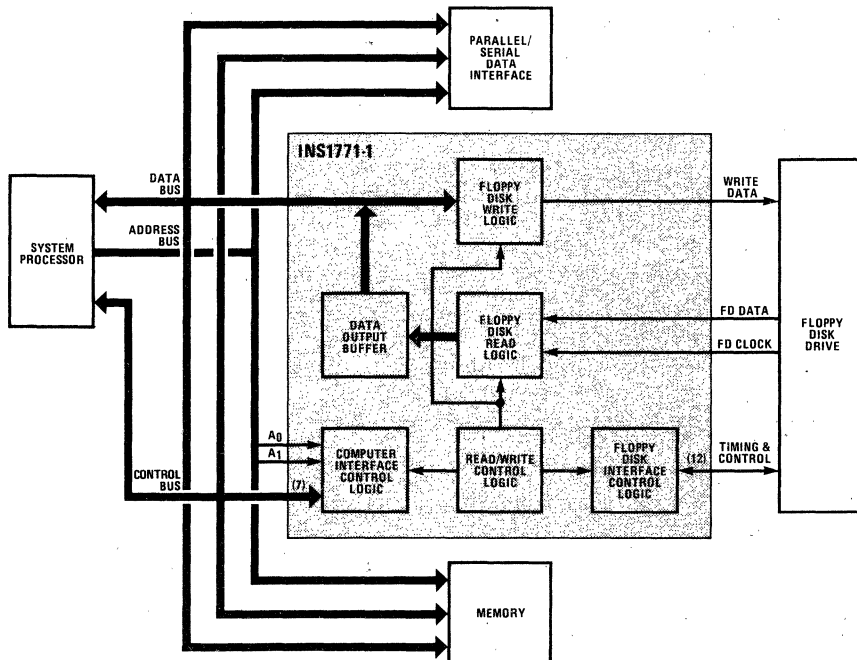 PARALLEL/
SERIAL
DATA
INTERFACE
INS1771-1
DATA
BUS
FLOPPY
DISK
WRITE
LOGIC
WRITE
DATA
ADDRESS
BUS
SYSTEM
PROCESSOR
DATA
OUTPUT
BUFFER
FLOPPY
DISK
READ
LOGIC
FD DATA
FD CLOCK
FLOPPY
DISK
DRIVE
A0
A1
COMPUTER
INTERFACE
CONTROL
LOGIC
READ/WRITE
CONTROL
LOGIC
FLOPPY
DISK
INTERFACE
CONTROL
LOGIC
(12)
TIMING &
CONTROL
CONTROL
BUS
(7)
MEMORY